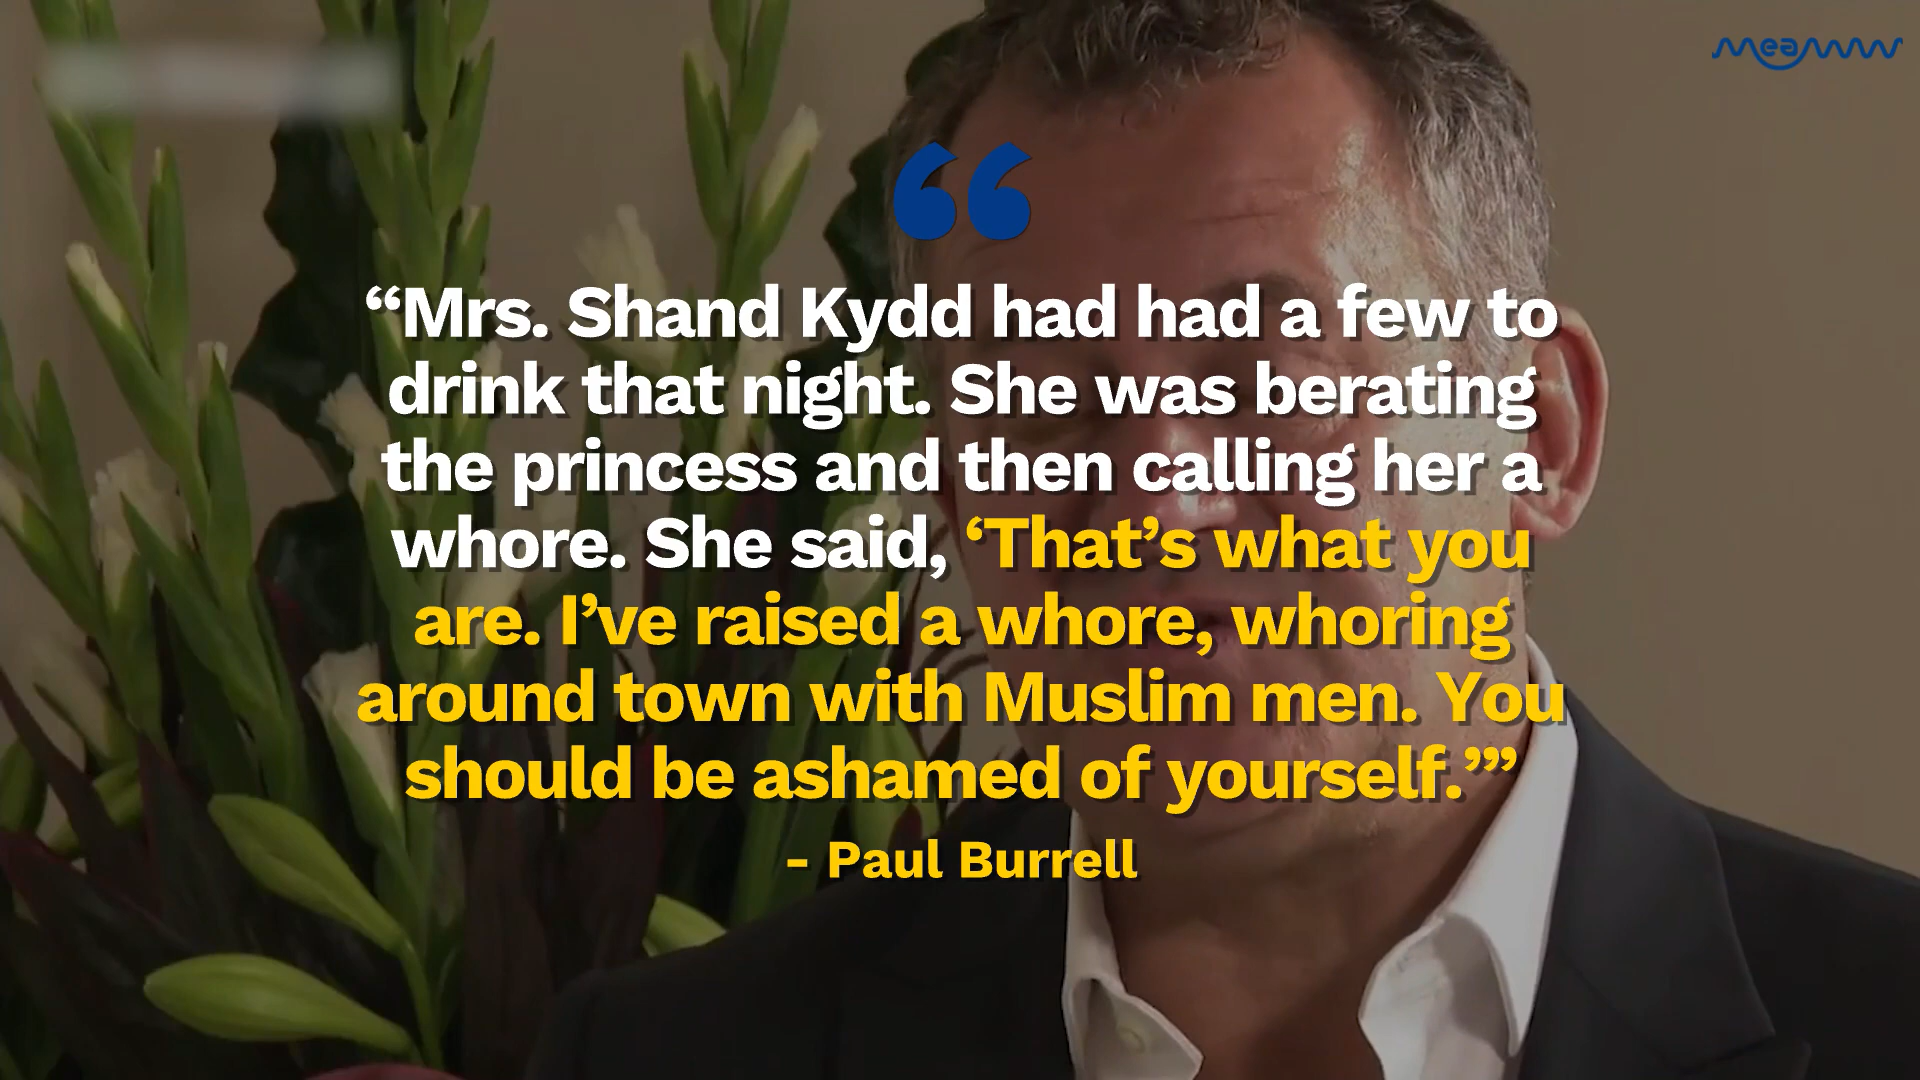 meaww
“
“Mrs. Shand Kydd had had a few to
drink that night. She was berating
the princess and then calling her a
whore. She said, ‘That’s what you
are. I’ve raised a whore, whoring
around town with Muslim men. You
should be ashamed of yourself.’”
- Paul Burrell